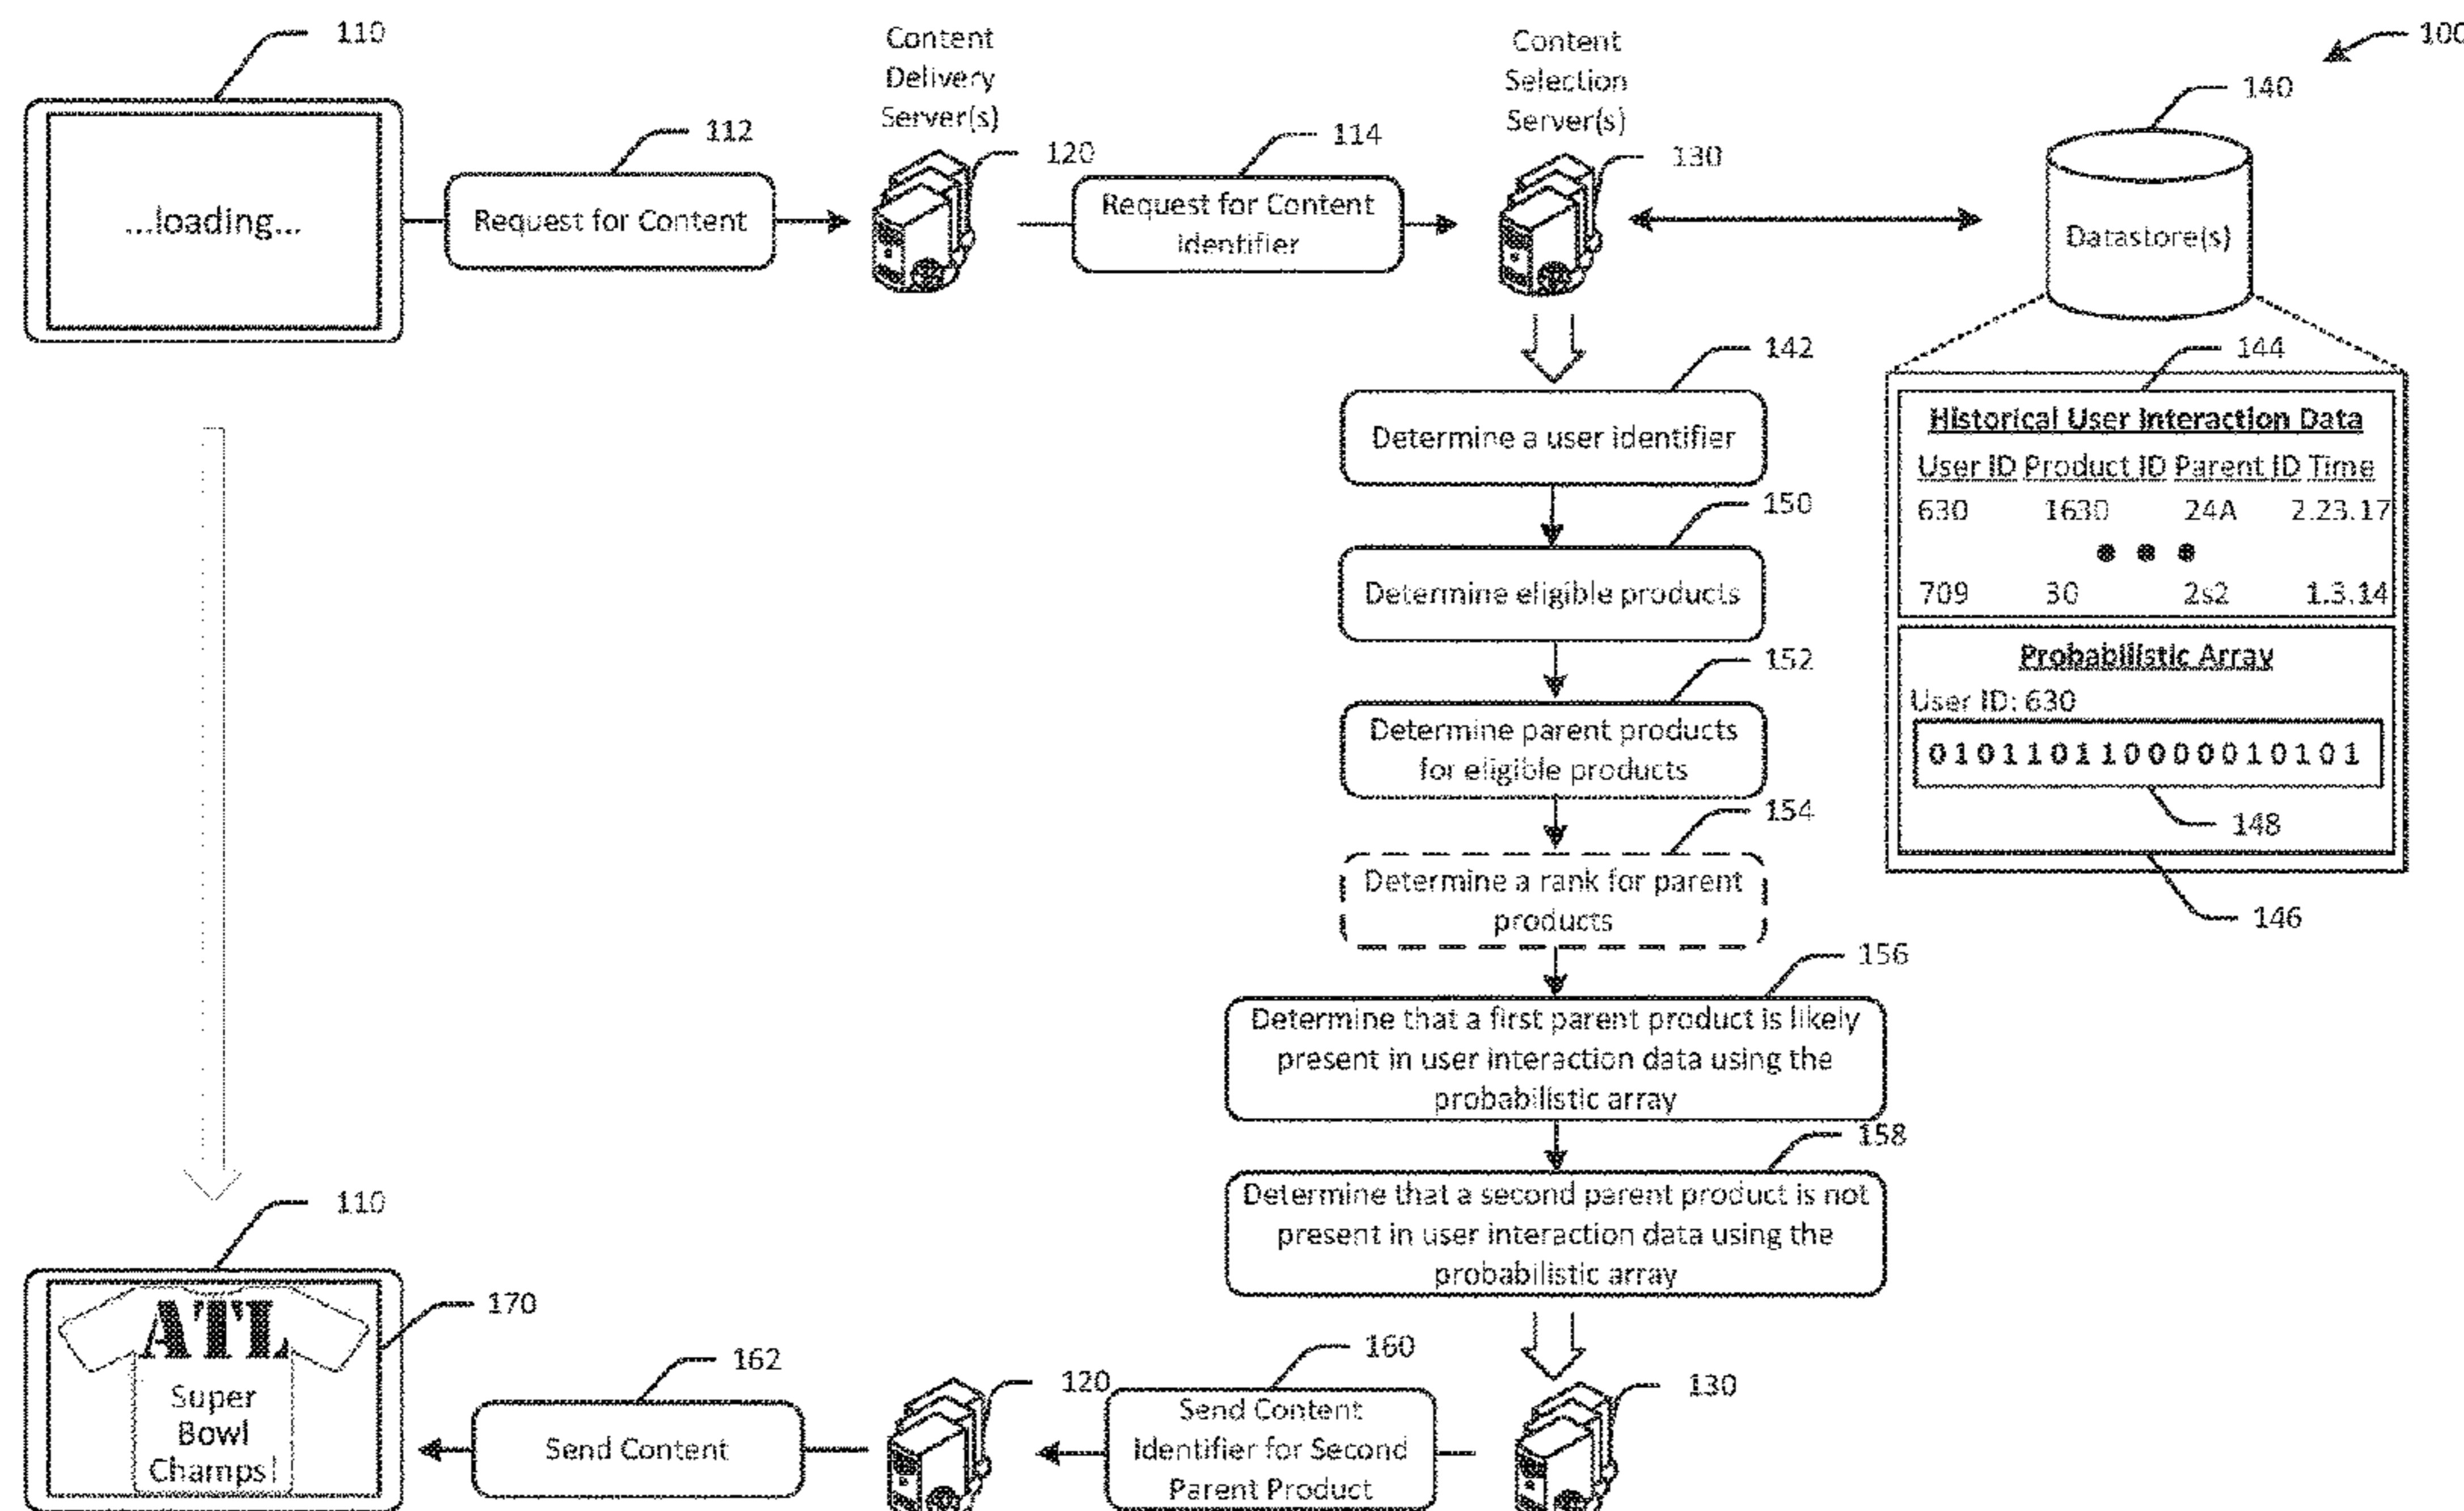 110
Content
Delivery
Server(s)
Content
Selection
Server(s)
100
140
112
120
114
130
...loading...
Request for Content
Request for Content
identifier
Datastore(s)
142
144
Determine a user identifier
Historical User Interaction Data
User ID Product ID Parent ID Time
630 1630 24A 2.23.17
709 30 2s2 1.3.14
150
Determine eligible products
152
Probabilistic Array
User ID: 630
010110110000010101
148
146
Determine parent products
for eligible products
154
Determine a rank for parent
products
156
Determine that a first parent product is likely
present in user interaction data using the
probabilistic array
158
Determine that a second parent product is not
present in user interaction data using the
probabilistic array
110
170
ATL
Super
Bowl
Champs!
162
Send Content
120
160
Send Content
Identifier for Second
Parent Product
130